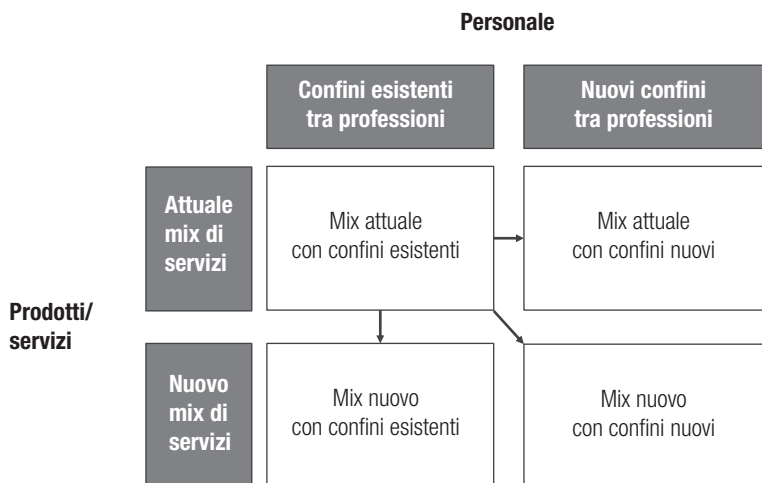 Personale
Confini esistenti
tra professioni
Nuovi confini
tra professioni
Attuale
mix di
servizi
Mix attuale
con confini esistenti
Mix attuale
con confini nuovi
Prodotti/
servizi
Nuovo
mix di
servizi
Mix nuovo
con confini esistenti
Mix nuovo
con confini nuovi